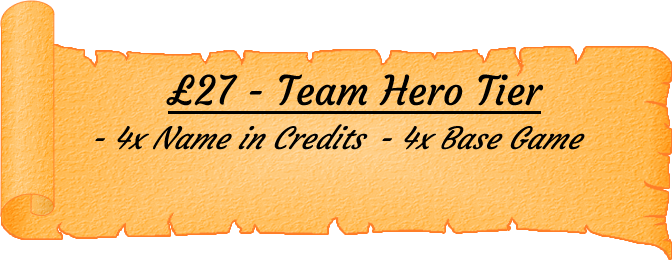 £27 - Team Hero Tier
- 4x Name in Credits - 4x Base Game